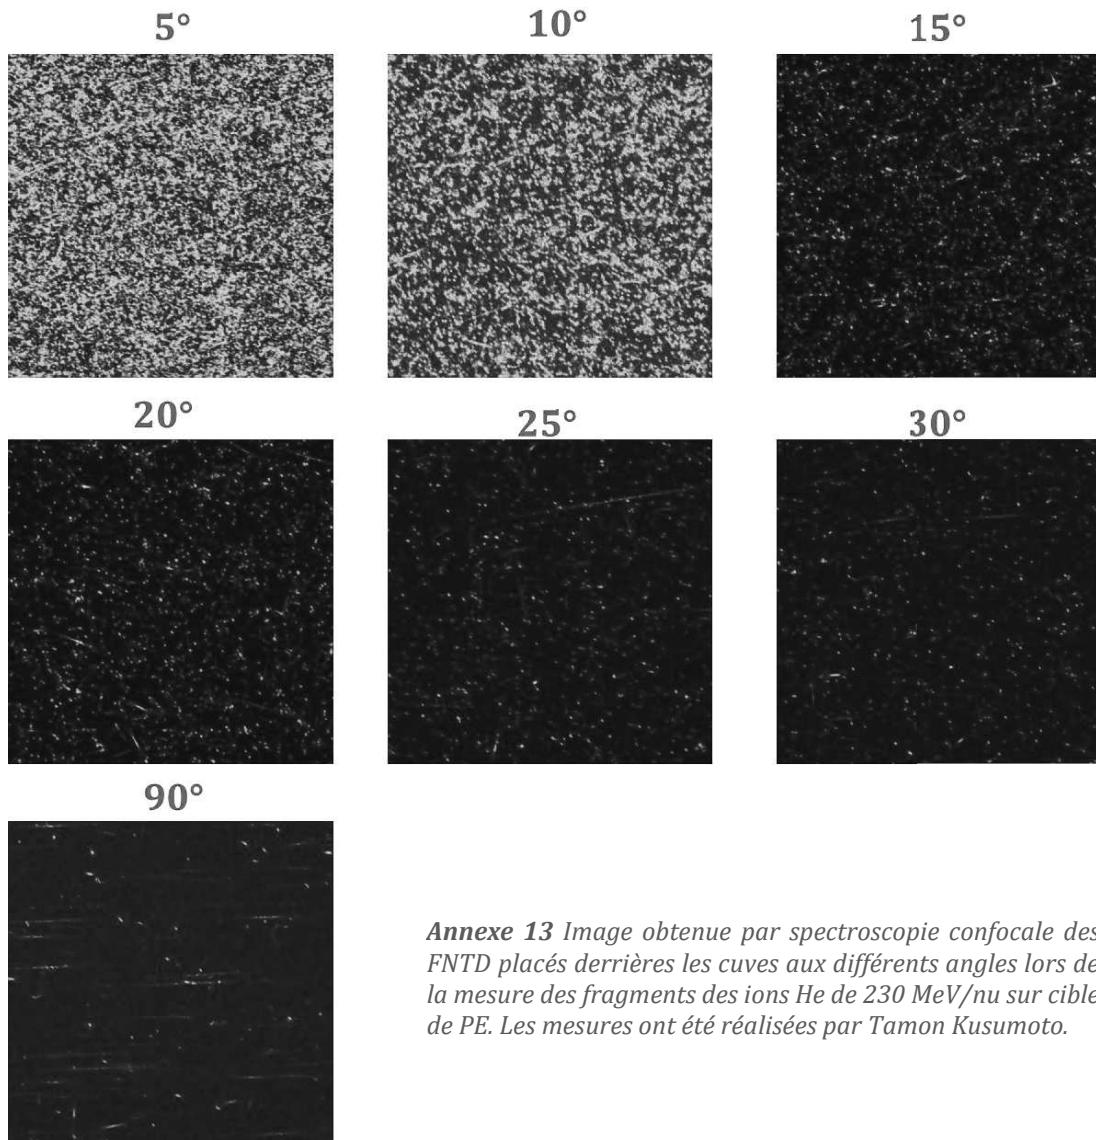 5°
10°
15°
20°
25°
30°
90°
Annexe 13 Image obtenue par spectroscopie confocale des
FNTD placés derrières les cuves aux différents angles lors de
la mesure des fragments des ions He de 230 MeV/nu sur cible
de PE. Les mesures ont été réalisées par Tamon Kusumoto.